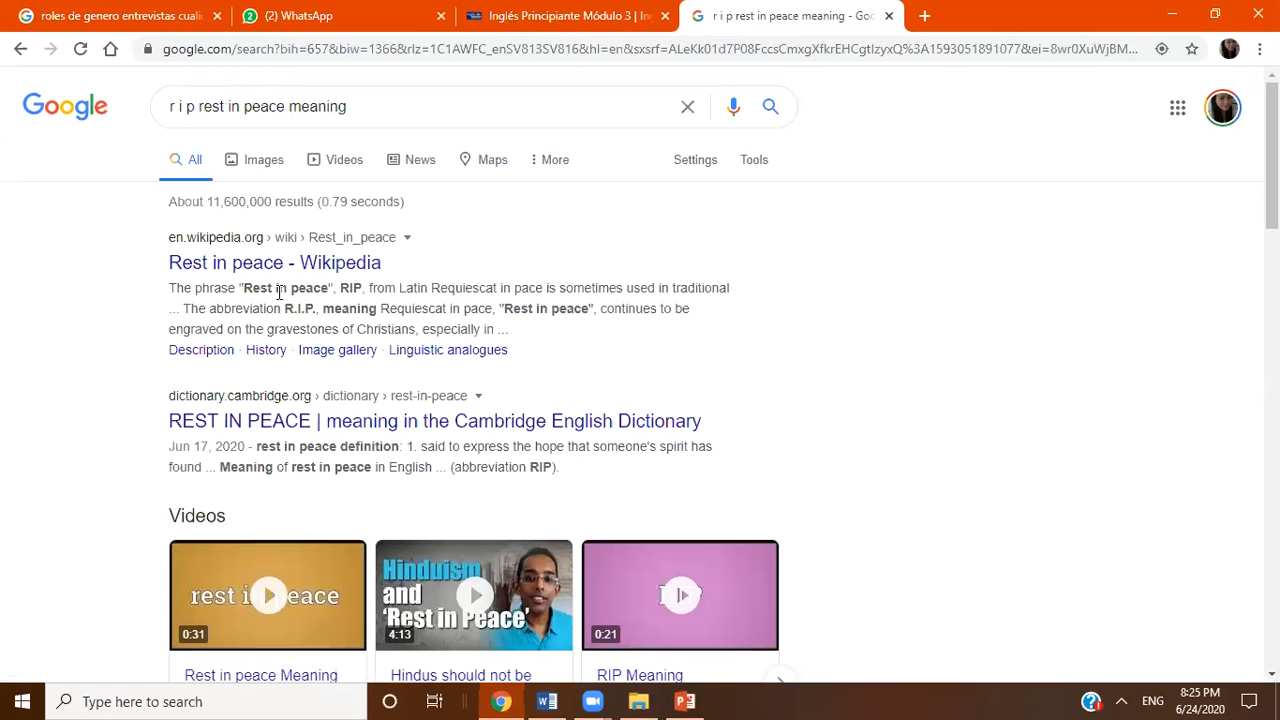 roles de genero entrevistas cuali
(2) WhatsApp
Inglés Principiante Módulo 3 | In
r i p rest in peace meaning - Goo
google.com/search?bih=657&biw=1366&rlz=1C1AWFC_enSV813SV816&hl=en&sxsrf=ALeKk01d7P08FccsCmxgXfkrEHCgtIzyxQ%3A1593051891077&ei=8wr0XuWjBM...
Google
r i p rest in peace meaning
All
Images
Videos
News
Maps
More
Settings
Tools
About 11,600,000 results (0.79 seconds)
en.wikipedia.org › wiki › Rest_in_peace
Rest in peace - Wikipedia
The phrase "Rest in peace", RIP, from Latin Requiescat in pace is sometimes used in traditional
... The abbreviation R.I.P., meaning Requiescat in pace, "Rest in peace", continues to be
engraved on the gravestones of Christians, especially in ...
Description · History · Image gallery · Linguistic analogues
dictionary.cambridge.org › dictionary › rest-in-peace
REST IN PEACE | meaning in the Cambridge English Dictionary
Jun 17, 2020 - rest in peace definition: 1. said to express the hope that someone's spirit has
found ... Meaning of rest in peace in English ... (abbreviation RIP).
Videos
rest in peace
0:31
Hinduism
and
'Rest in Peace'
4:13
0:21
Rest in peace Meaning
Hindus should not be
RIP Meaning
Type here to search
ENG
8:25 PM
6/24/2020